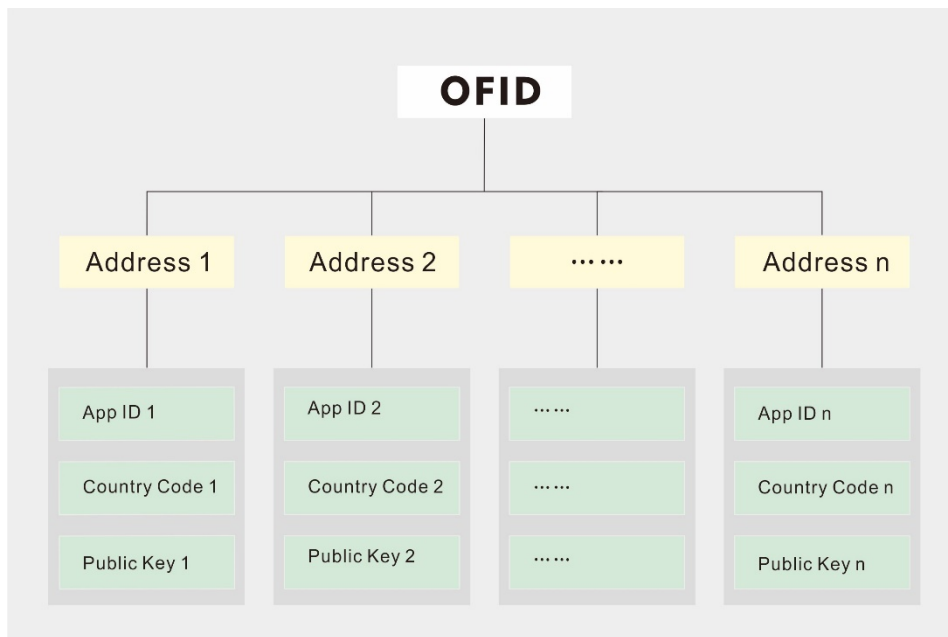 OFID
Address 1
Address 2
… …
Address n
App ID 1
Country Code 1
Public Key 1
App ID 2
Country Code 2
Public Key 2
… …
… …
… …
App ID n
Country Code n
Public Key n